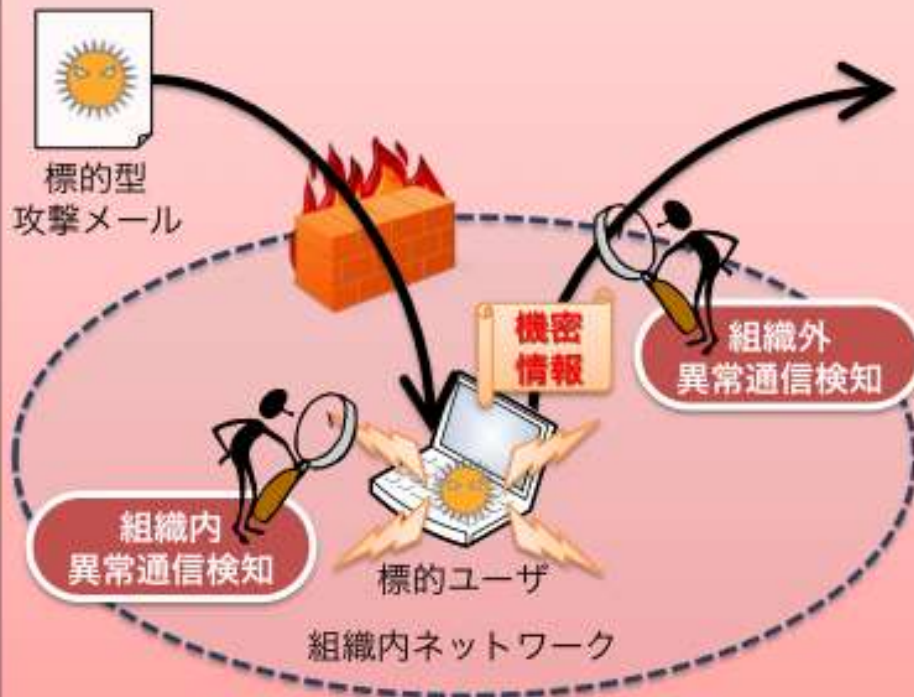 標的型
攻撃メール
機密
情報
組織外
異常通信検知
組織内
異常通信検知
標的ユーザ
組織内ネットワーク